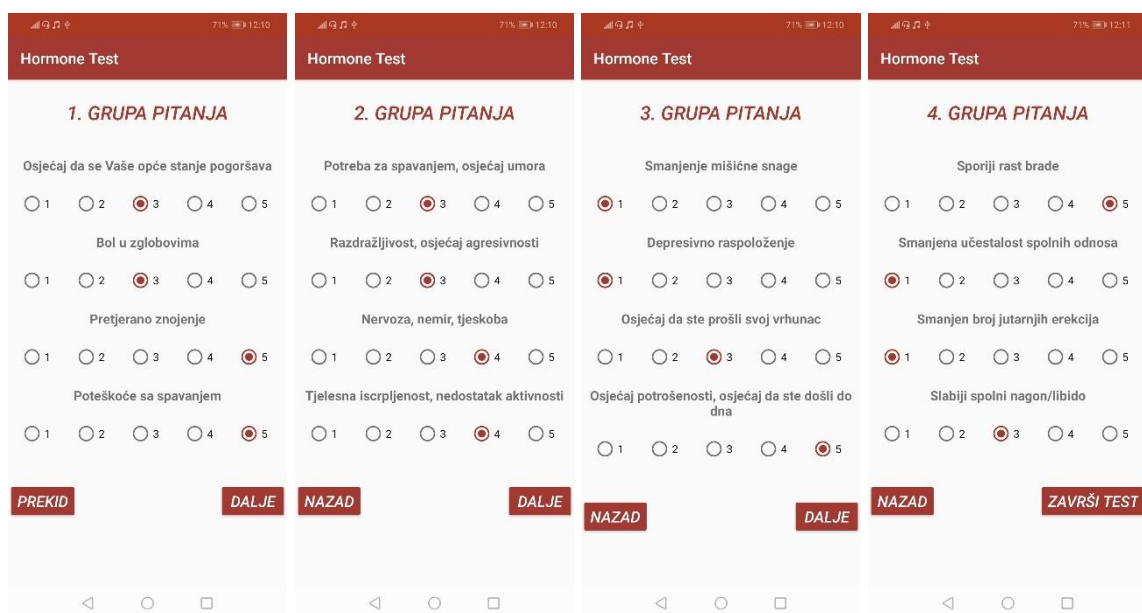 71% 12:10
Hormone Test
1. GRUPA PITANJA
Osjećaj da se Vaše opće stanje pogoršava
1 2 3 4 5
Bol u zglobovima
1 2 3 4 5
Pretjerano znojenje
1 2 3 4 5
Poteškoće sa spavanjem
1 2 3 4 5
PREKID DALJE
71% 12:10
Hormone Test
2. GRUPA PITANJA
Potreba za spavanjem, osjećaj umora
1 2 3 4 5
Razdražljivost, osjećaj agresivnosti
1 2 3 4 5
Nervoza, nemir, tjeskoba
1 2 3 4 5
Tjelesna iscrpljenost, nedostatak aktivnosti
1 2 3 4 5
NAZAD DALJE
71% 12:10
Hormone Test
3. GRUPA PITANJA
Smanjenje mišićne snage
1 2 3 4 5
Depresivno raspoloženje
1 2 3 4 5
Osjećaj da ste prošli svoj vrhunac
1 2 3 4 5
Osjećaj potrošenosti, osjećaj da ste došli do
dna
1 2 3 4 5
NAZAD DALJE
71% 12:11
Hormone Test
4. GRUPA PITANJA
Sporiji rast brade
1 2 3 4 5
Smanjena učestalost spolnih odnosa
1 2 3 4 5
Smanjen broj jutarnjih erekcija
1 2 3 4 5
Slabiji spolni nagon/libido
1 2 3 4 5
NAZAD ZAVRŠI TEST